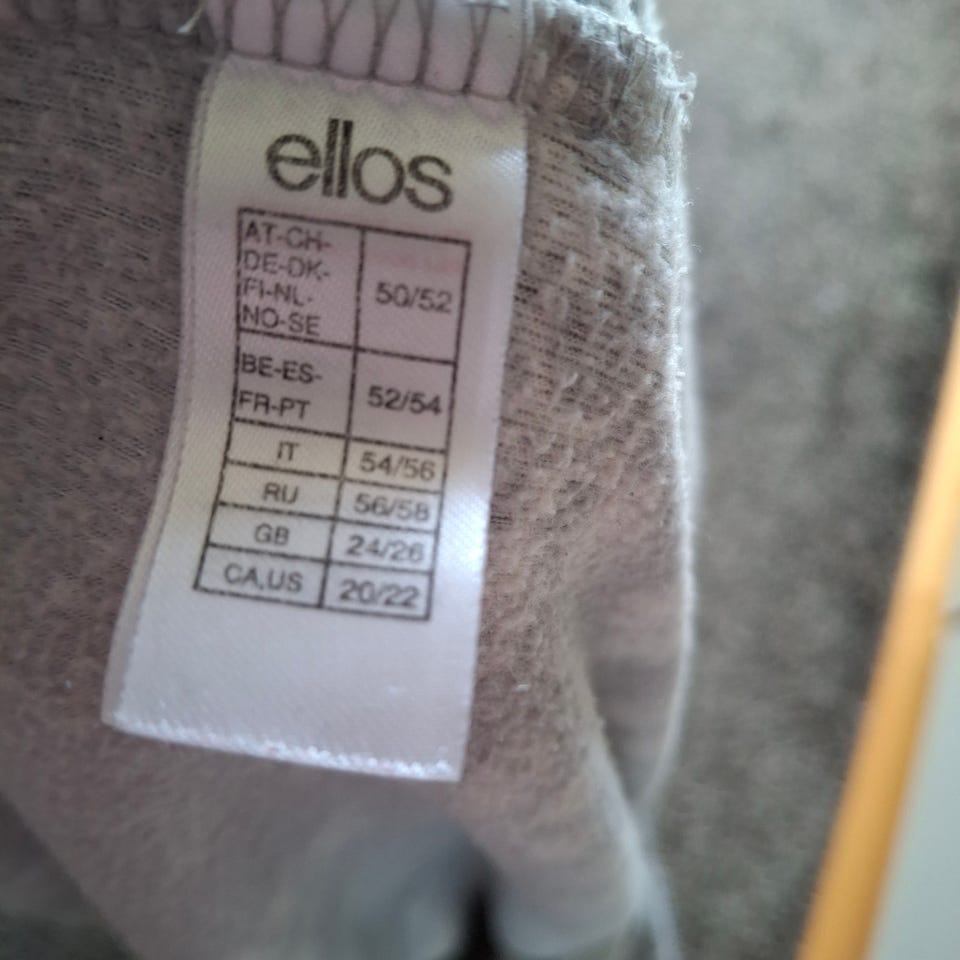 ellos
AT-CH-
DE-DK-
FI-NL-
NO-SE
50/52
BE-ES-
FR-PT
52/54
IT 54/56
RU 56/58
GB 24/26
CA,US 20/22